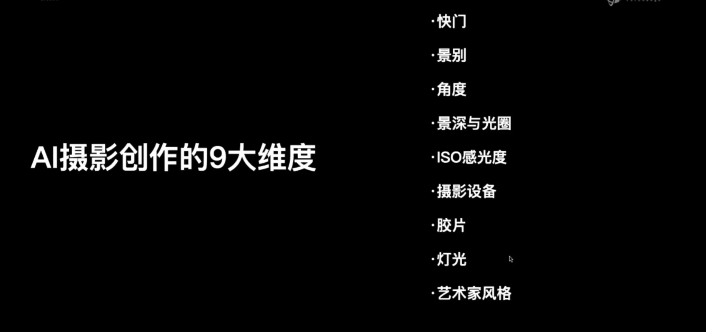 AI摄影创作的9大维度
·快门
·景别
·角度
·景深与光圈
·ISO感光度
·摄影设备
·胶片
·灯光
·艺术家风格